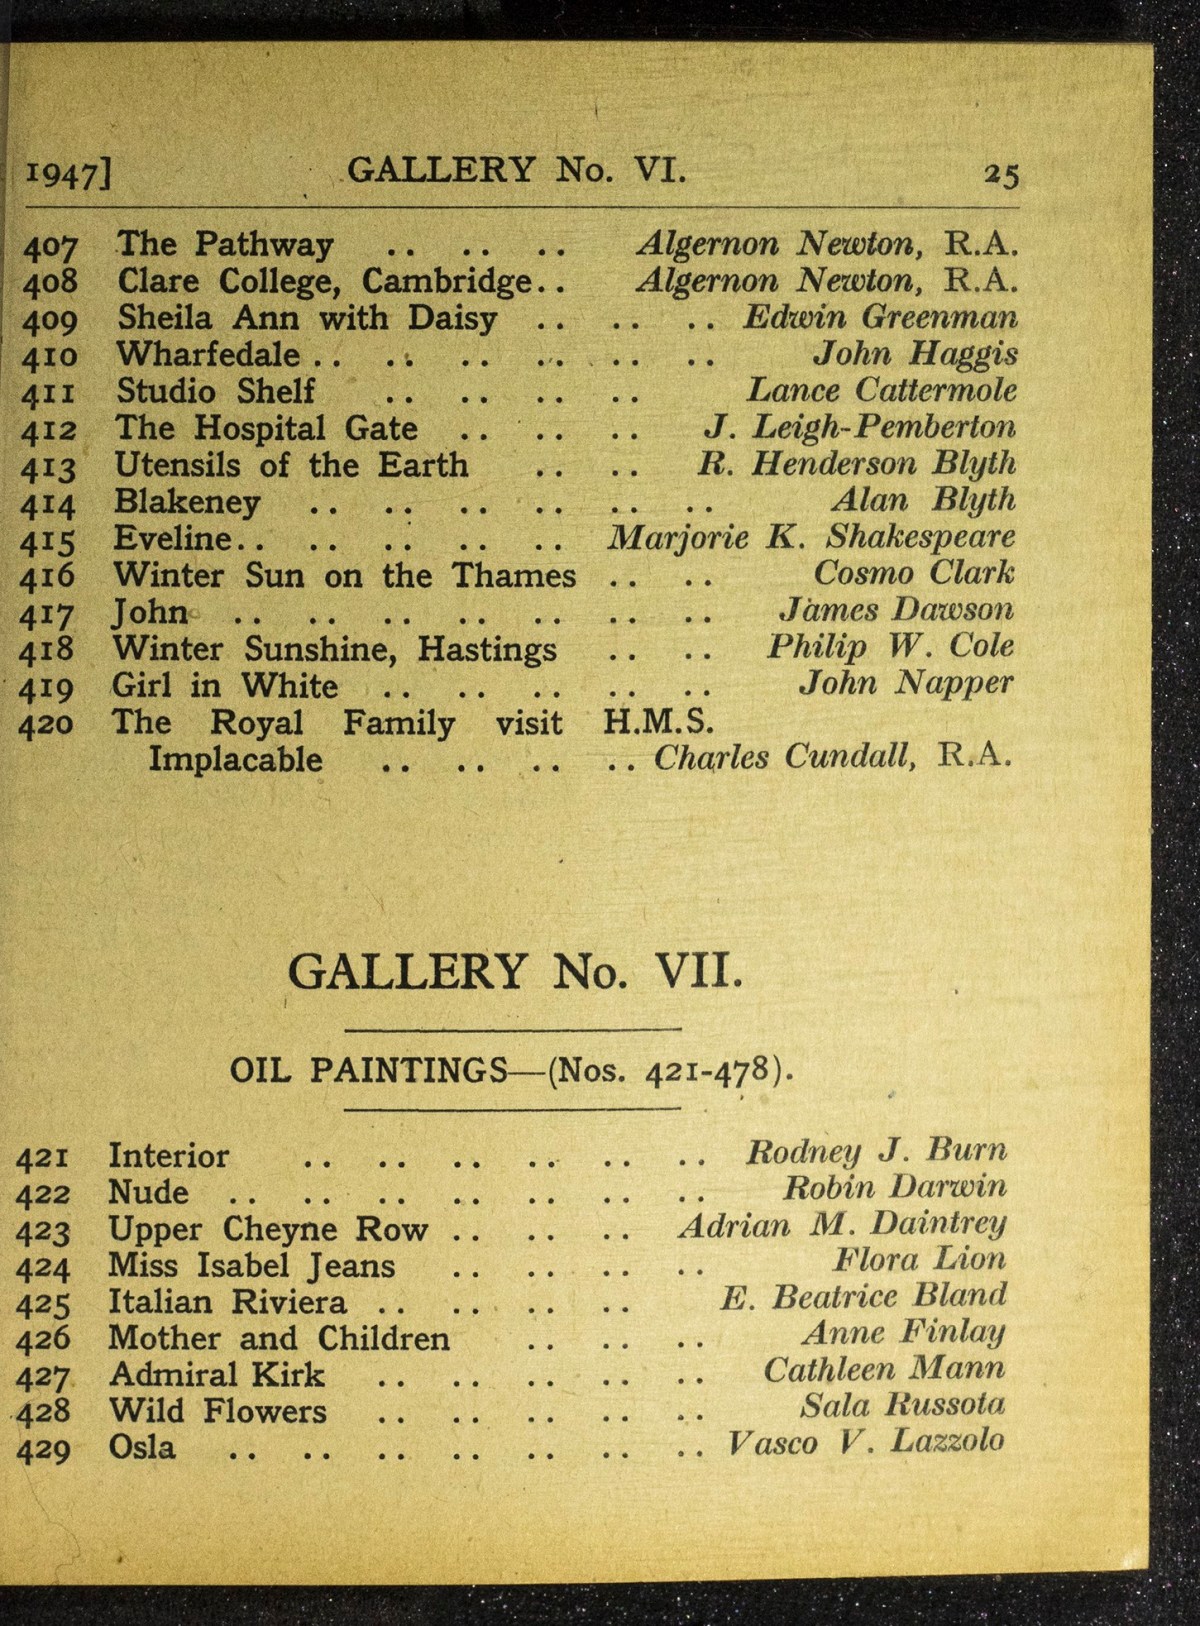 1947] GALLERY No. VI. 25
407 The Pathway .. .. .. Algernon Newton, R.A.
408 Clare College, Cambridge.. Algernon Newton, R.A.
409 Sheila Ann with Daisy .. .. .. Edwin Greenman
410 Wharfedale .. .. .. .. .. .. John Haggis
411 Studio Shelf .. .. .. .. Lance Cattermole
412 The Hospital Gate .. .. .. J. Leigh-Pemberton
413 Utensils of the Earth .. .. R. Henderson Blyth
414 Blakeney .. .. .. .. .. .. Alan Blyth
415 Eveline.. .. .. .. .. Marjorie K. Shakespeare
416 Winter Sun on the Thames .. .. Cosmo Clark
417 John .. .. .. .. .. .. .. James Dawson
418 Winter Sunshine, Hastings .. .. Philip W. Cole
419 Girl in White .. .. .. .. .. John Napper
420 The Royal Family visit H.M.S.
Implacable .. .. .. .. Charles Cundall, R.A.
GALLERY No. VII.
OIL PAINTINGS—(Nos. 421-478).
421 Interior .. .. .. .. .. .. Rodney J. Burn
422 Nude .. .. .. .. .. .. .. Robin Darwin
423 Upper Cheyne Row .. .. .. Adrian M. Daintrey
424 Miss Isabel Jeans .. .. .. .. Flora Lion
425 Italian Riviera .. .. .. .. E. Beatrice Bland
426 Mother and Children .. .. .. Anne Finlay
427 Admiral Kirk .. .. .. .. .. Cathleen Mann
428 Wild Flowers .. .. .. .. .. Sala Russota
429 Osla .. .. .. .. .. .. .. Vasco V. Lazzolo